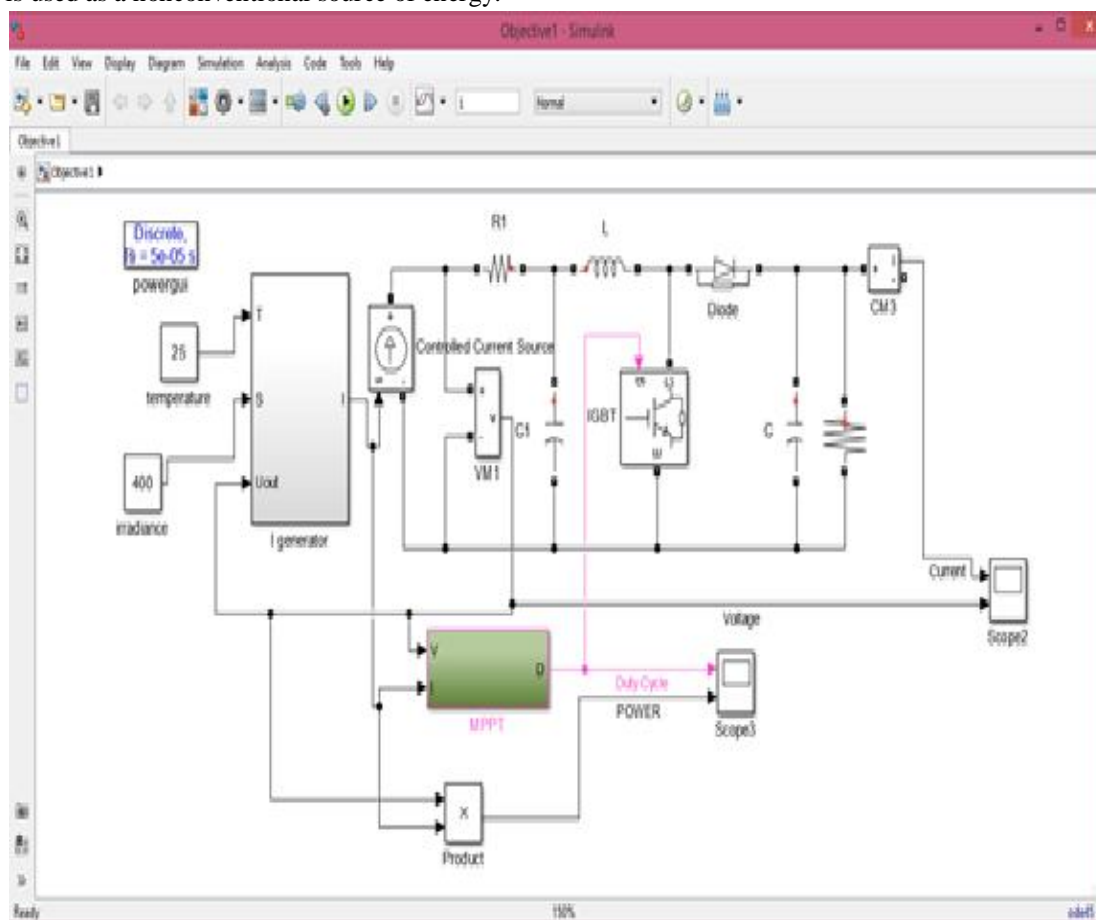 is used as a nonconventional source of energy.
Objective1 - Simulink
File Edit View Display Diagram Simulation Analysis Code Tools Help
1
Normal
Objective1
Objective1
Discrete,
Ts = 5e-05 s
powergui
R1
L
Diode
CM3
T
25
temperature
S
400
irradiance
Uout
I
I generator
Controlled Current Source
VM1
C1
IGBT
C
Current
Voltage
Scope2
V
I
D
MPPT
Duty Cycle
POWER
Scope3
X
Product
Ready
150%